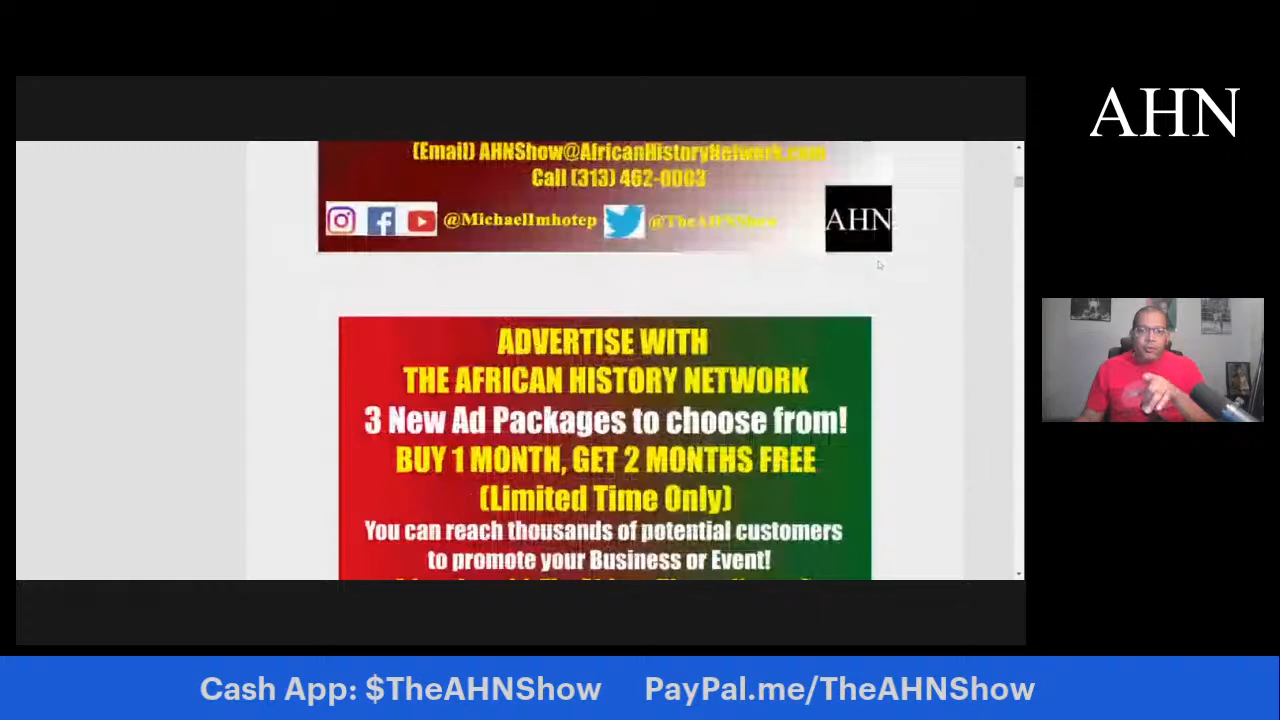 AHN
(Email) AHNShow@AfricanHistoryNetwork.com
Call (313) 462-0003
@MichaelImhotep
@TheAHNShow
AHN
ADVERTISE WITH
THE AFRICAN HISTORY NETWORK
3 New Ad Packages to choose from!
BUY 1 MONTH, GET 2 MONTHS FREE
(Limited Time Only)
You can reach thousands of potential customers
to promote your Business or Event!
Cash App: $TheAHNShow PayPal.me/TheAHNShow